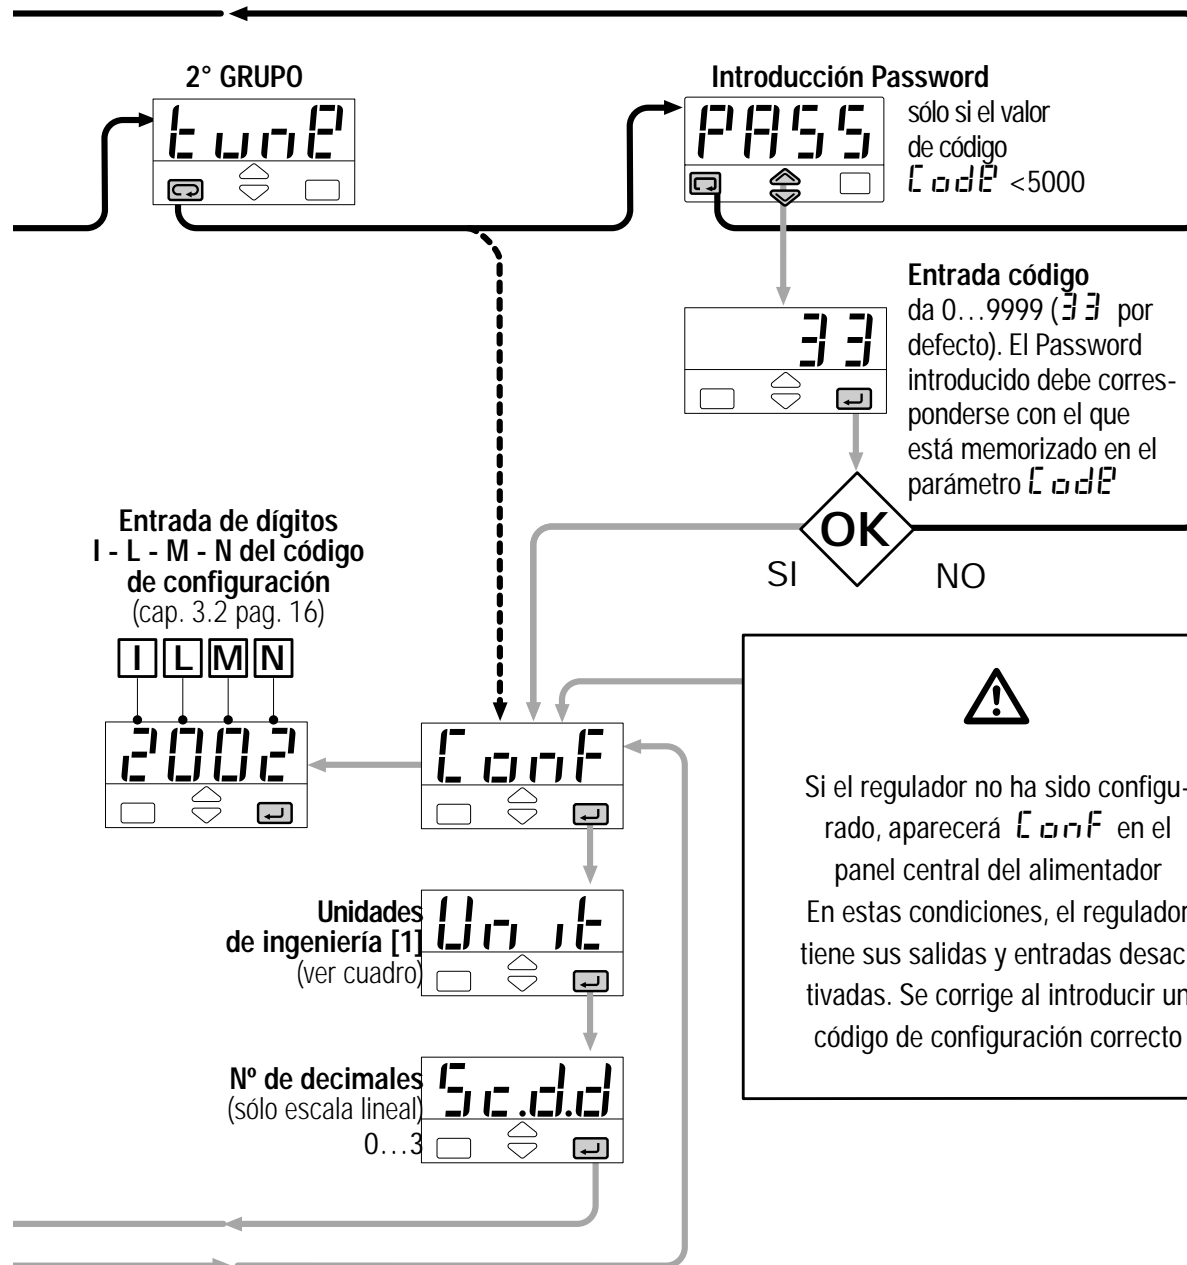 2° GRUPO
tunE
Introducción Password
PASS
sólo si el valor
de código
CodE <5000
Entrada código
da 0…9999 (33 por
defecto). El Password
introducido debe corres-
ponderse con el que
está memorizado en el
parámetro CodE
33
OK
SI
NO
Entrada de dígitos
I - L - M - N del código
de configuración
(cap. 3.2 pag. 16)
I L M N
2002
ConF
Unidades
de ingeniería [1]
(ver cuadro)
Unit
Nº de decimales
(sólo escala lineal)
0…3
Sc.d.d
Si el regulador no ha sido configu-
rado, aparecerá ConF en el
panel central del alimentador
En estas condiciones, el regulador
tiene sus salidas y entradas desac-
tivadas. Se corrige al introducir un
código de configuración correcto